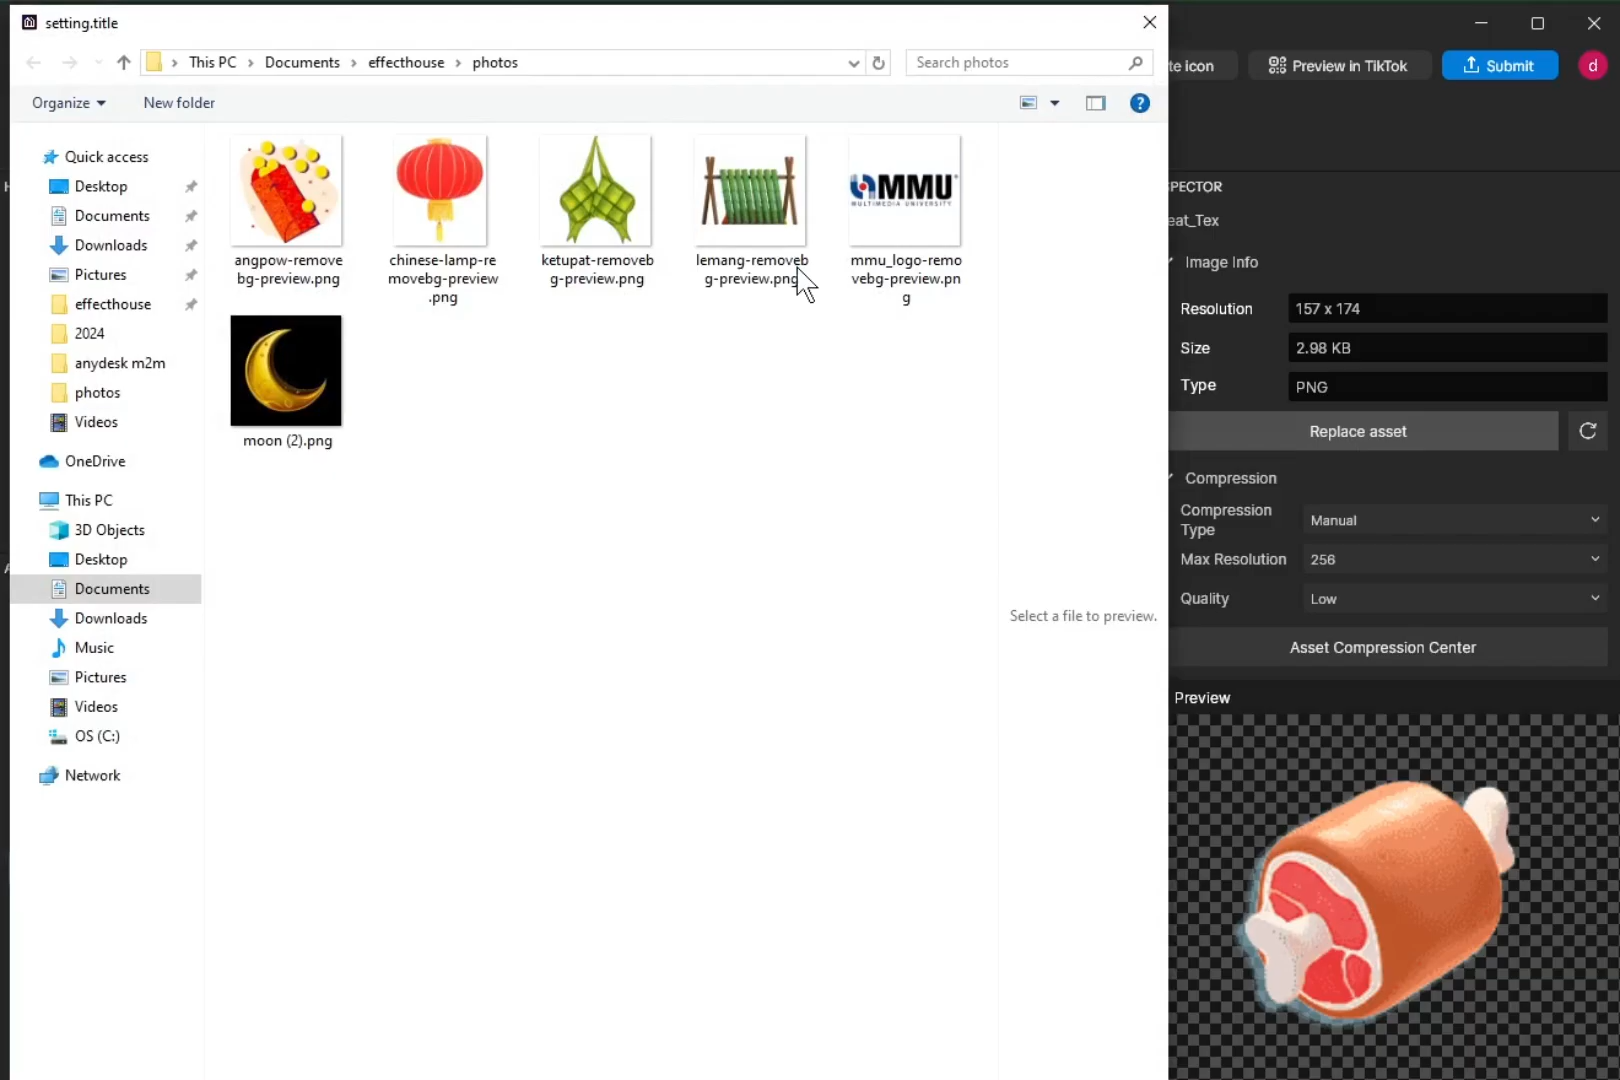 setting.title
This PC
Documents
effecthouse
photos
Search photos
te icon
Preview in TikTok
Submit
d
Organize
New folder
?
Quick access
Desktop
Documents
Downloads
Pictures
effecthouse
2024
anydesk m2m
photos
Videos
OneDrive
This PC
3D Objects
Desktop
Documents
Downloads
Music
Pictures
Videos
OS (C:)
Network
MMU
MULTIMEDIA UNIVERSITY
angpow-remove
bg-preview.png
chinese-lamp-re
movebg-preview
.png
ketupat-removeb
g-preview.png
lemang-removeb
g-preview.png
mmu_logo-remo
vebg-preview.pn
g
moon (2).png
Select a file to preview.
PECTOR
eat_Tex
Image Info
Resolution
157 x 174
Size
2.98 KB
Type
PNG
Replace asset
Compression
Compression
Type
Manual
Max Resolution
256
Quality
Low
Asset Compression Center
Preview